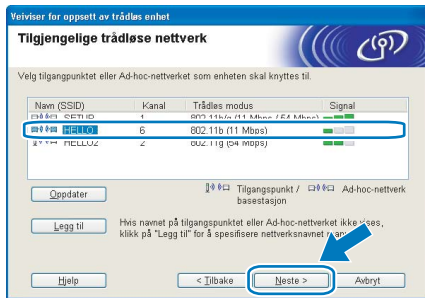 Veiviser for oppsett av trådløs enhet
Tilgjengelige trådløse nettverk
Velg tilgangpunktet eller Ad-hoc-nettverket som enheten skal knyttes til.
Navn (SSID) Kanal Trådløs modus Signal
SETUP 1 802.11b/g (11 Mbps / 54 Mbps)
HELLO 6 802.11b (11 Mbps)
HELLO2 2 802.11g (54 Mbps)
Oppdater
Tilgangspunkt / basestasjon
Ad-hoc-nettverk
Legg til
Hvis navnet på tilgangspunktet eller Ad-hoc-nettverket ikke vises,
klikk på "Legg til" for å spesifisere nettverksnavnet
Hjelp < Tilbake Neste > Avbryt